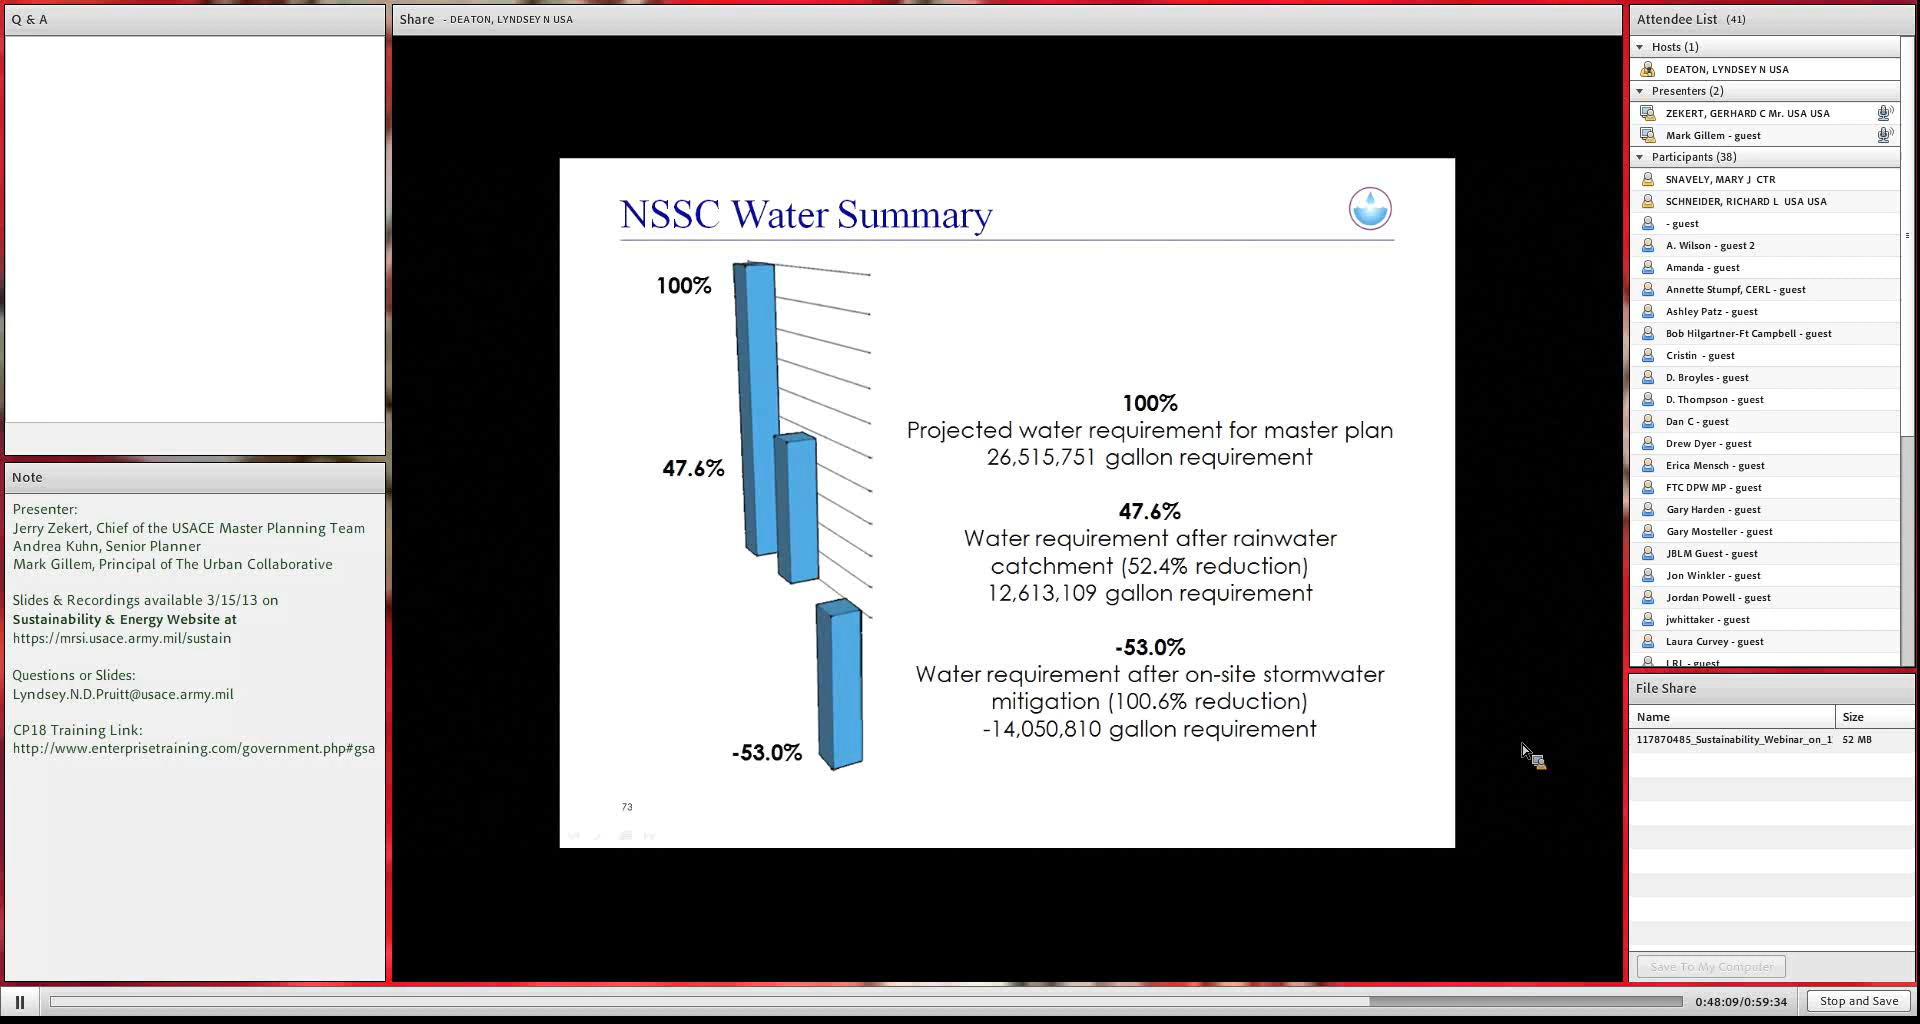 Q & A
Share - DEATON, LYNDSEY N USA
NSSC Water Summary
100%
47.6%
-53.0%
100%
Projected water requirement for master plan
26,515,751 gallon requirement
47.6%
Water requirement after rainwater
catchment (52.4% reduction)
12,613,109 gallon requirement
-53.0%
Water requirement after on-site stormwater
mitigation (100.6% reduction)
-14,050,810 gallon requirement
73
Note
Presenter:
Jerry Zekert, Chief of the USACE Master Planning Team
Andrea Kuhn, Senior Planner
Mark Gillem, Principal of The Urban Collaborative
Slides & Recordings available 3/15/13 on
Sustainability & Energy Website at
https://mrsi.usace.army.mil/sustain
Questions or Slides:
Lyndsey.N.D.Pruitt@usace.army.mil
CP18 Training Link:
http://www.enterprisetraining.com/government.php#gsa
Attendee List (41)
Hosts (1)
DEATON, LYNDSEY N USA
Presenters (2)
ZEKERT, GERHARD C Mr. USA USA
Mark Gillem - guest
Participants (38)
SNAVELY, MARY J CTR
SCHNEIDER, RICHARD L USA USA
- guest
A. Wilson - guest 2
Amanda - guest
Annette Stumpf, CERL - guest
Ashley Patz - guest
Bob Hilgartner-Ft Campbell - guest
Cristin - guest
D. Broyles - guest
D. Thompson - guest
Dan C - guest
Drew Dyer - guest
Erica Mensch - guest
FTC DPW MP - guest
Gary Harden - guest
Gary Mosteller - guest
JBLM Guest - guest
Jon Winkler - guest
Jordan Powell - guest
jwhittaker - guest
Laura Curvey - guest
LRL - guest
File Share
Name Size
117870485_Sustainability_Webinar_on_1 52 MB
Save To My Computer
0:48:09/0:59:34
Stop and Save